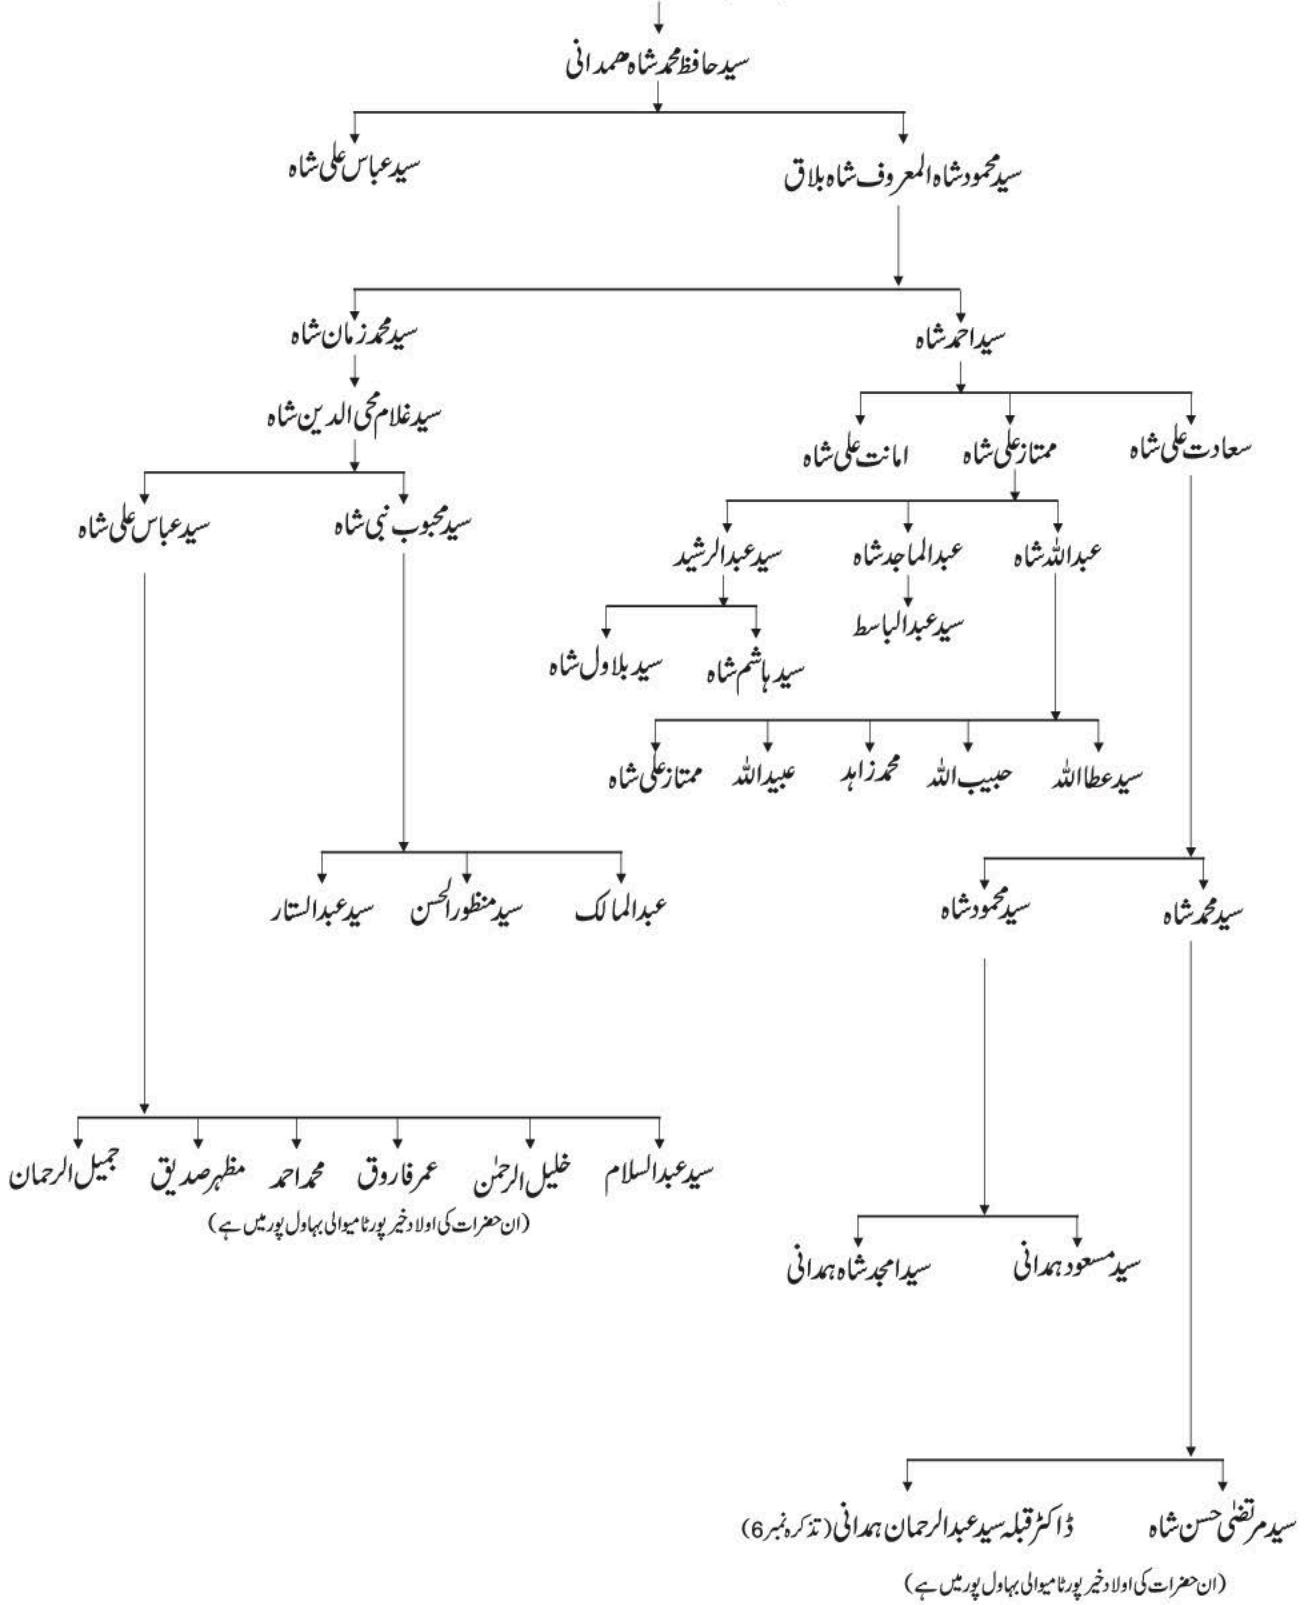 سید حافظ محمد شاہ ھمدانی
سید محمود شاہ المعروف شاہ بلاق
سید عباس علی شاہ
سید احمد شاہ
سید محمد زمان شاہ
سید غلام محی الدین شاہ
سعادت علی شاہ
ممتاز علی شاہ
امانت علی شاہ
سید محبوب نبی شاہ
سید عباس علی شاہ
عبداللہ شاہ
عبدالماجد شاہ
سید عبدالرشید
سید عبدالباسط
سید ہاشم شاہ
سید بلاول شاہ
سید عطااللہ
حبیب اللہ
محمد زاہد
عبیداللہ
ممتاز علی شاہ
سید محمد شاہ
سید محمود شاہ
عبدالمالک
سید منظور الحسن
سید عبدالستار
سید عبدالسلام
خلیل الرحمٰن
عمر فاروق
محمد احمد
مظہر صدیق
جمیل الرحمان
(ان حضرات کی اولاد خیر پور ٹامیوالی بہاول پور میں ہے)
سید مسعود ہمدانی
سید امجد شاہ ہمدانی
سید مرتضٰی حسن شاہ
ڈاکٹر قبلہ سید عبدالرحمان ہمدانی (تذکرہ نمبر 6)
(ان حضرات کی اولاد خیر پور ٹامیوالی بہاول پور میں ہے)